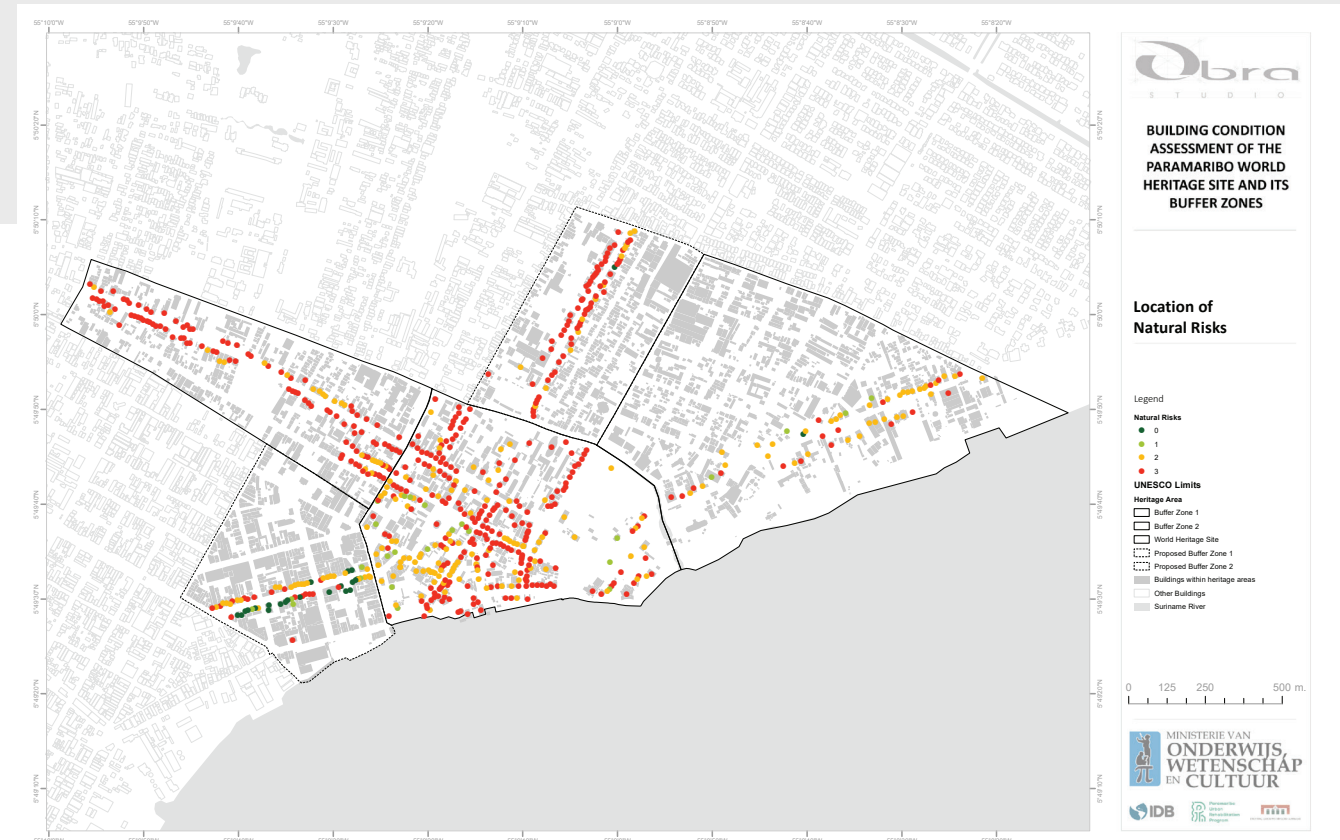 55°10'0"W 55°9'50"W 55°9'40"W 55°9'30"W 55°9'20"W 55°9'10"W 55°9'0"W 55°8'50"W 55°8'40"W 55°8'30"W 55°8'20"W
Obra
STUDIO
BUILDING CONDITION
ASSESSMENT OF THE
PARAMARIBO WORLD
HERITAGE SITE AND ITS
BUFFER ZONES
Location of
Natural Risks
Legend
Natural Risks
0
1
2
3
UNESCO Limits
Heritage Area
Buffer Zone 1
Buffer Zone 2
World Heritage Site
Proposed Buffer Zone 1
Proposed Buffer Zone 2
Buildings within heritage areas
Other Buildings
Suriname River
0 125 250 500 m.
MINISTERIE VAN
ONDERWIJS,
WETENSCHAP
EN CULTUUR
IDB
Paramaribo
Urban
Rehabilitation
Program